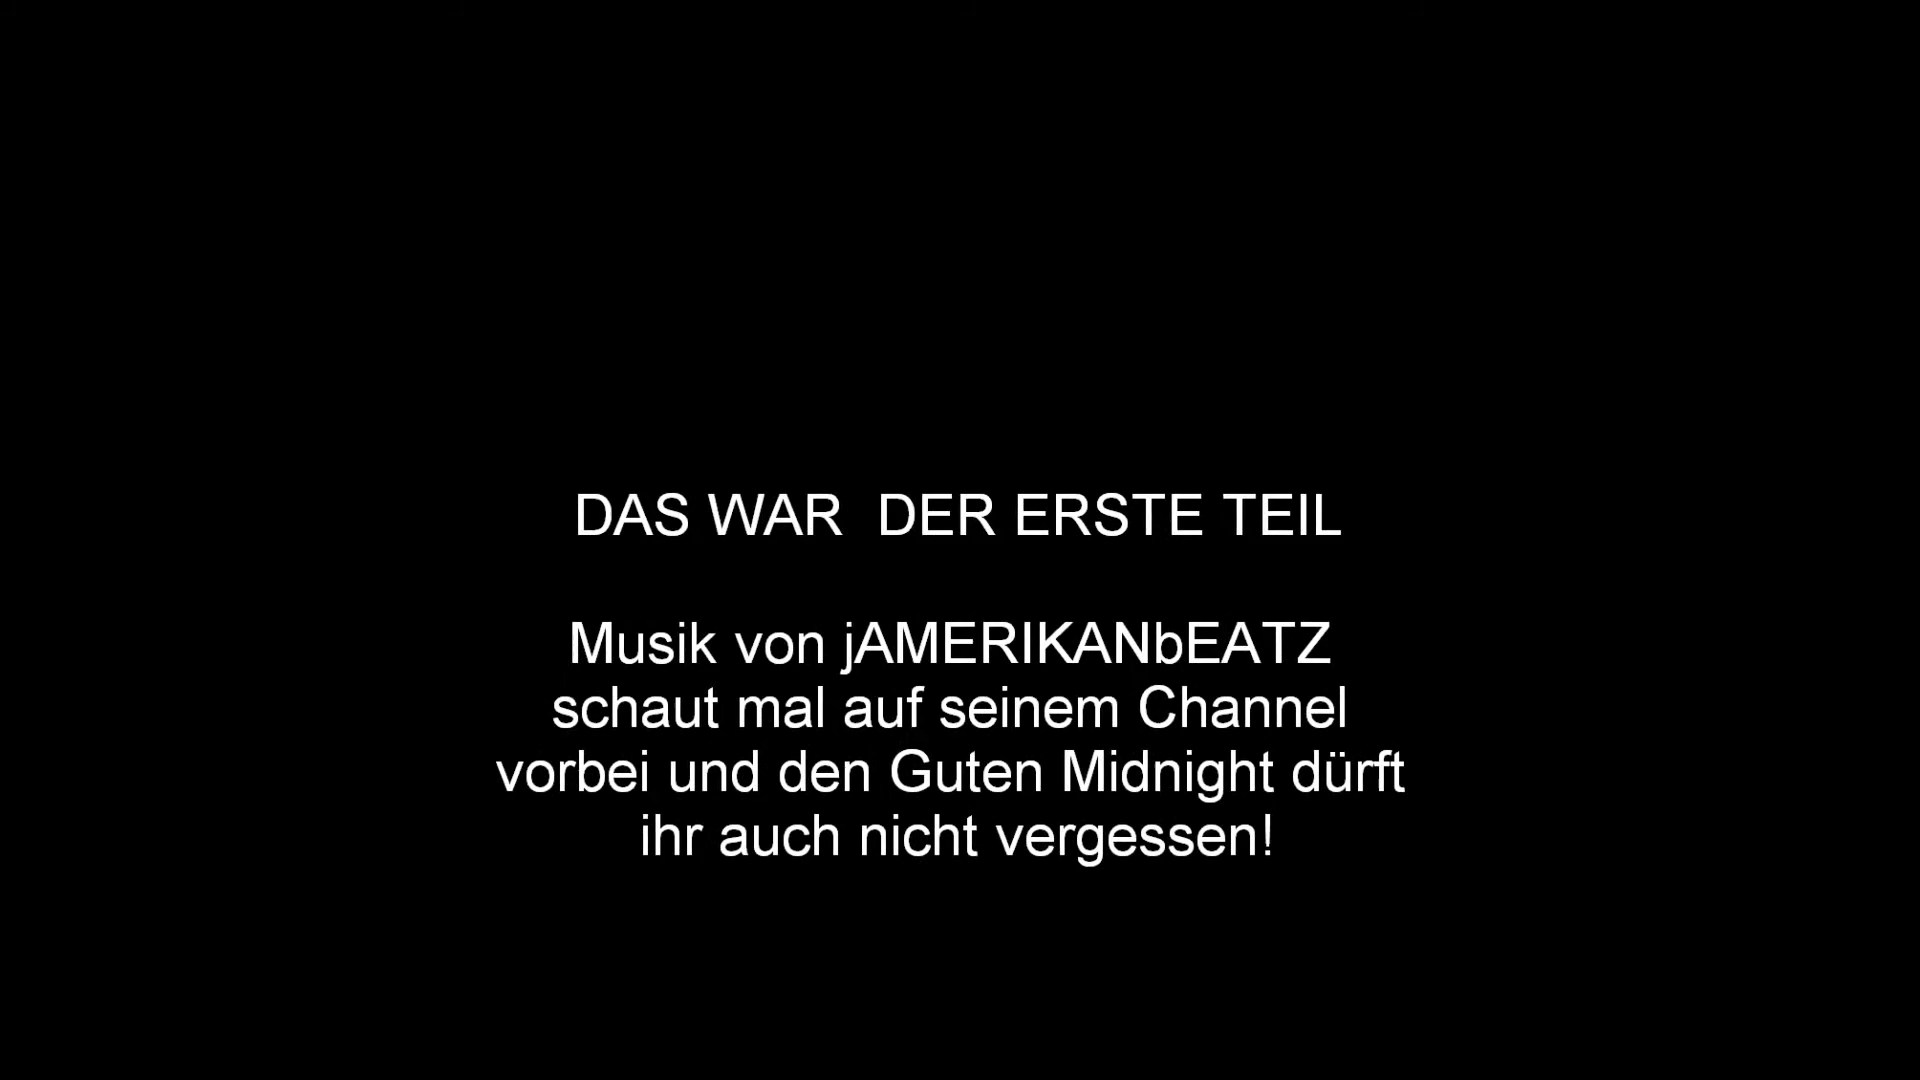 DAS WAR  DER ERSTE TEIL
Musik von jAMERIKANbEATZ
schaut mal auf seinem Channel
vorbei und den Guten Midnight dürft
ihr auch nicht vergessen!